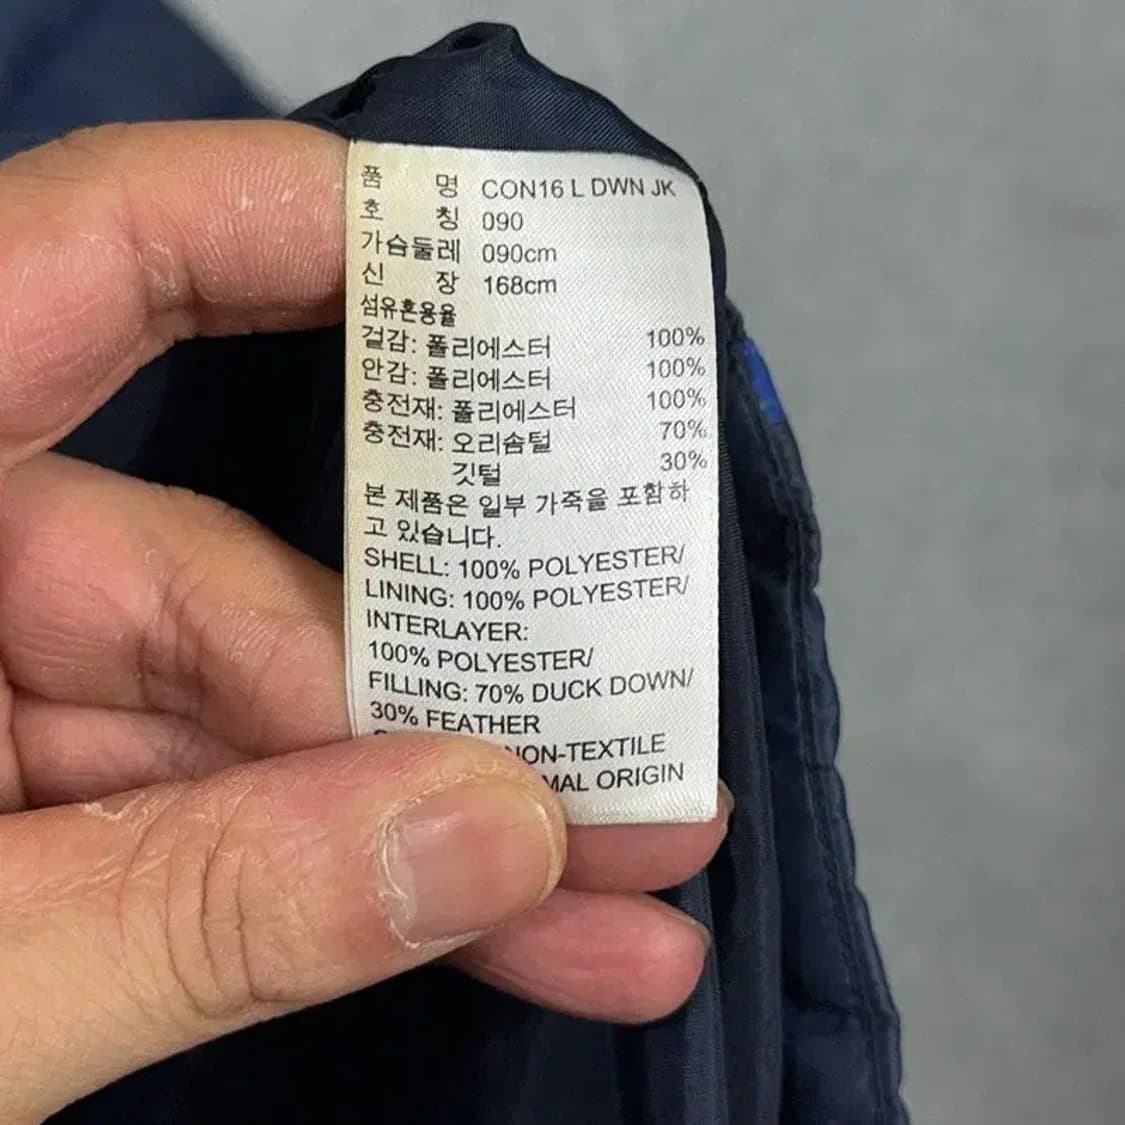 품 명 CON16 L DWN JK
호 칭 090
가슴둘레 090cm
신 장 168cm
섬유혼용율
겉감: 폴리에스터 100%
안감: 폴리에스터 100%
충전재: 폴리에스터 100%
충전재: 오리솜털 70%
깃털 30%
본 제품은 일부 가죽을 포함하
고 있습니다.
SHELL: 100% POLYESTER/
LINING: 100% POLYESTER/
INTERLAYER:
100% POLYESTER/
FILLING: 70% DUCK DOWN/
30% FEATHER
NON-TEXTILE
ORIGIN